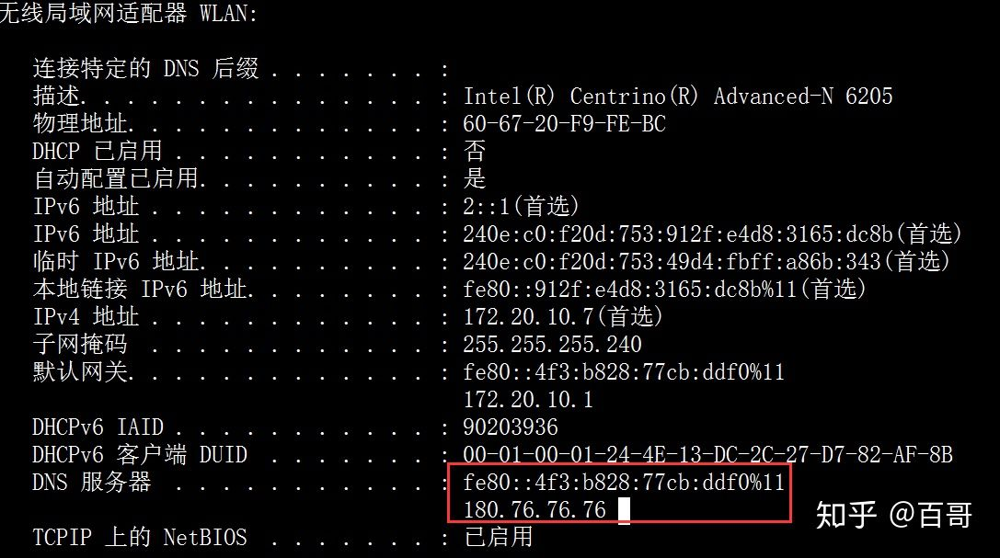 无线局域网适配器 WLAN:
连接特定的 DNS 后缀 . . . . . . . :
描述. . . . . . . . . . . . . . . : Intel(R) Centrino(R) Advanced-N 6205
物理地址. . . . . . . . . . . . . : 60-67-20-F9-FE-BC
DHCP 已启用 . . . . . . . . . . . : 否
自动配置已启用. . . . . . . . . . : 是
IPv6 地址 . . . . . . . . . . . . : 2::1(首选)
IPv6 地址 . . . . . . . . . . . . : 240e:c0:f20d:753:912f:e4d8:3165:dc8b(首选)
临时 IPv6 地址. . . . . . . . . . : 240e:c0:f20d:753:49d4:fbff:a86b:343(首选)
本地链接 IPv6 地址. . . . . . . . : fe80::912f:e4d8:3165:dc8b%11(首选)
IPv4 地址 . . . . . . . . . . . . : 172.20.10.7(首选)
子网掩码 . . . . . . . . . . . . : 255.255.255.240
默认网关. . . . . . . . . . . . . : fe80::4f3:b828:77cb:ddf0%11
172.20.10.1
DHCPv6 IAID . . . . . . . . . . . : 90203936
DHCPv6 客户端 DUID . . . . . . . : 00-01-00-01-24-4E-13-DC-2C-27-D7-82-AF-8B
DNS 服务器 . . . . . . . . . . . : fe80::4f3:b828:77cb:ddf0%11
180.76.76.76
TCPIP 上的 NetBIOS . . . . . . . : 已启用
知乎 @百哥